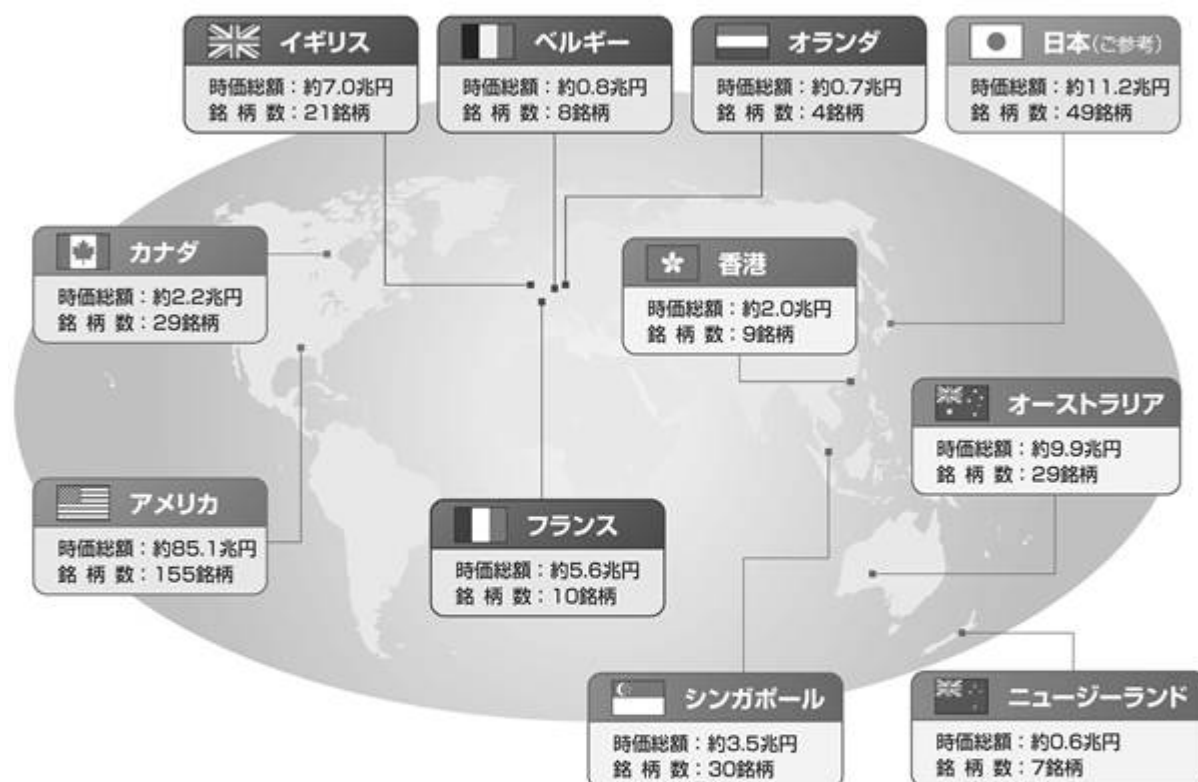 イギリス
時価総額：約7.0兆円
銘 柄 数：21銘柄
ベルギー
時価総額：約0.8兆円
銘 柄 数：8銘柄
オランダ
時価総額：約0.7兆円
銘 柄 数：4銘柄
日本(ご参考)
時価総額：約11.2兆円
銘 柄 数：49銘柄
カナダ
時価総額：約2.2兆円
銘 柄 数：29銘柄
香港
時価総額：約2.0兆円
銘 柄 数：9銘柄
オーストラリア
時価総額：約9.9兆円
銘 柄 数：29銘柄
アメリカ
時価総額：約85.1兆円
銘 柄 数：155銘柄
フランス
時価総額：約5.6兆円
銘 柄 数：10銘柄
シンガポール
時価総額：約3.5兆円
銘 柄 数：30銘柄
ニュージーランド
時価総額：約0.6兆円
銘 柄 数：7銘柄